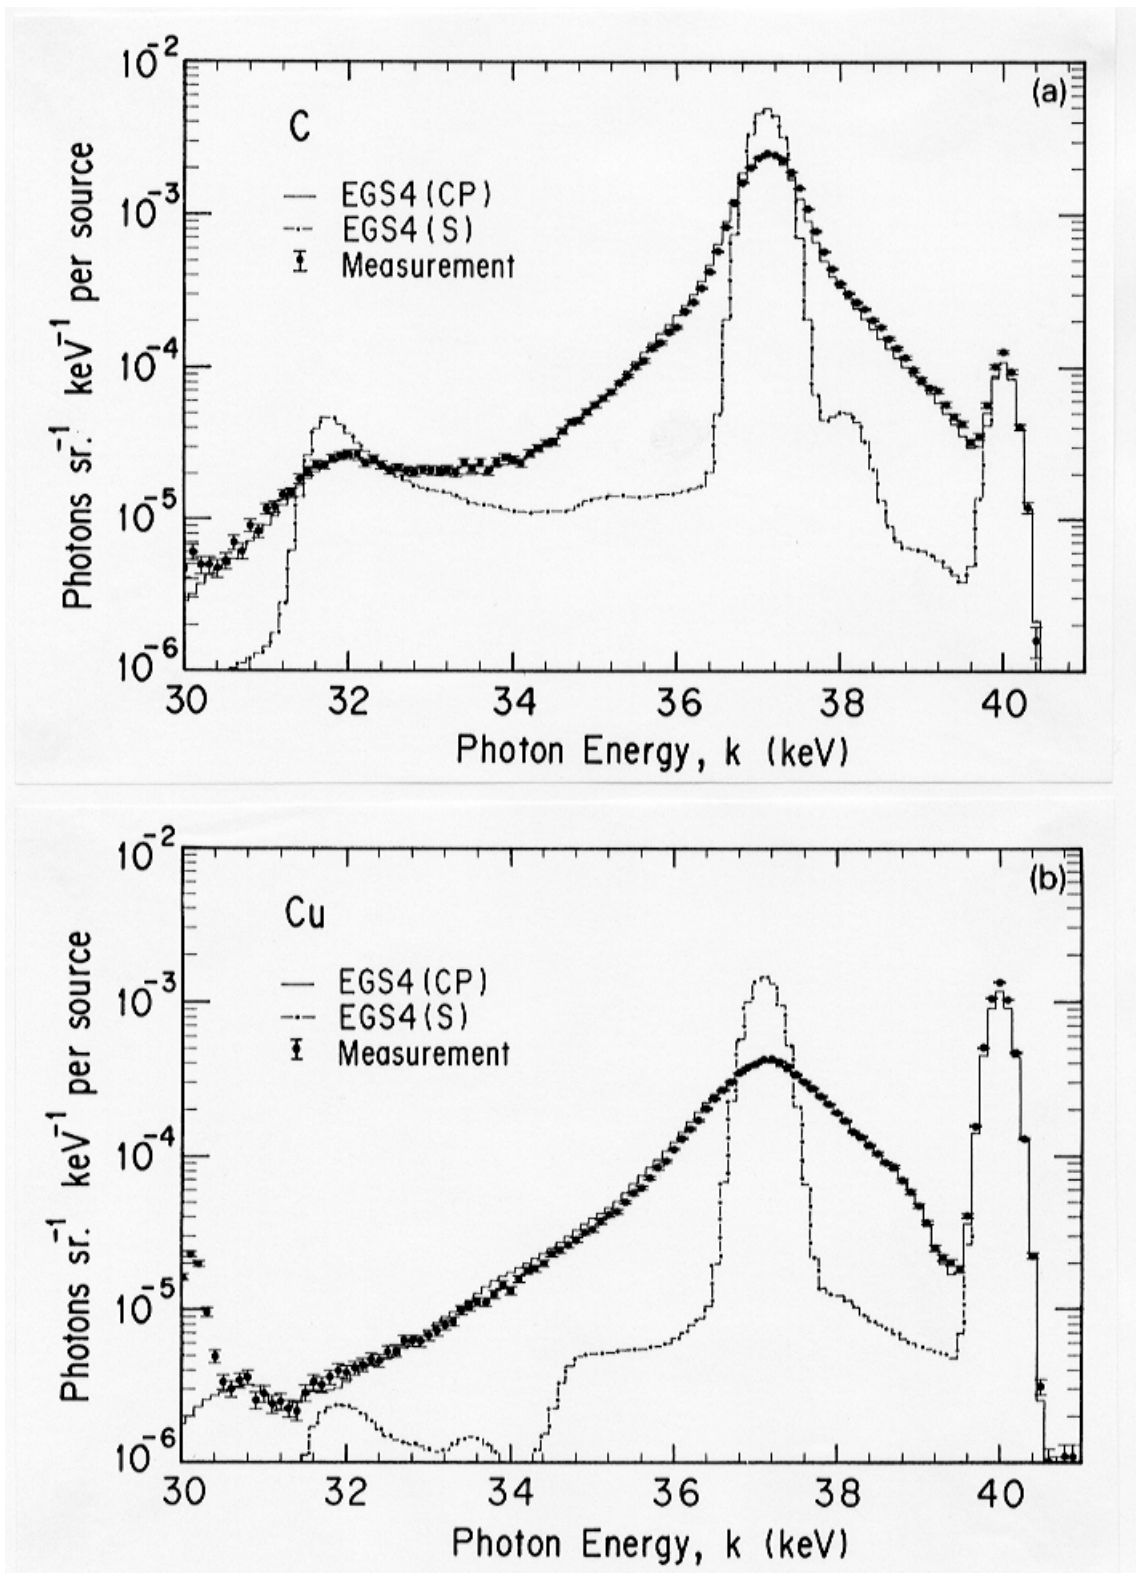 (a)
C
EGS4(CP)
EGS4(S)
Measurement
Photons sr.⁻¹ keV⁻¹ per source
10⁻²
10⁻³
10⁻⁴
10⁻⁵
10⁻⁶
30 32 34 36 38 40
Photon Energy, k (keV)
(b)
Cu
EGS4(CP)
EGS4(S)
Measurement
Photons sr.⁻¹ keV⁻¹ per source
10⁻²
10⁻³
10⁻⁴
10⁻⁵
10⁻⁶
30 32 34 36 38 40
Photon Energy, k (keV)